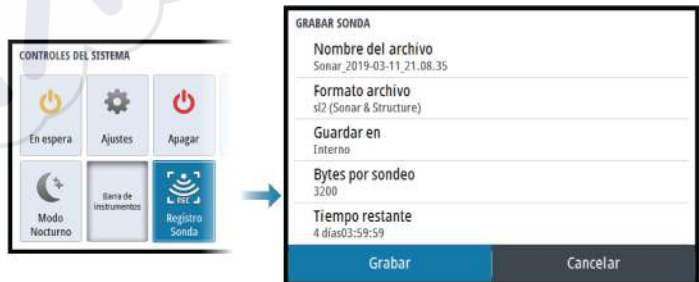 CONTROLES DEL SISTEMA
En espera
Ajustes
Apagar
Modo
Nocturno
Barra de
instrumentos
REC
Registro
Sonda
GRABAR SONDA
Nombre del archivo
Sonar_2019-03-11_21.08.35
Formato archivo
sl2 (Sonar & Structure)
Guardar en
Interno
Bytes por sondeo
3200
Tiempo restante
4 días03:59:59
Grabar
Cancelar